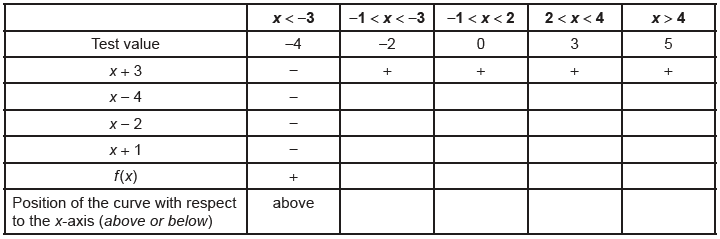 x < –3 –1 < x < –3 –1 < x < 2 2 < x < 4 x > 4
Test value –4 –2 0 3 5
x + 3 – + + + +
x – 4 –
x – 2 –
x + 1 –
f(x) +
Position of the curve with respect above
to the x-axis (above or below)